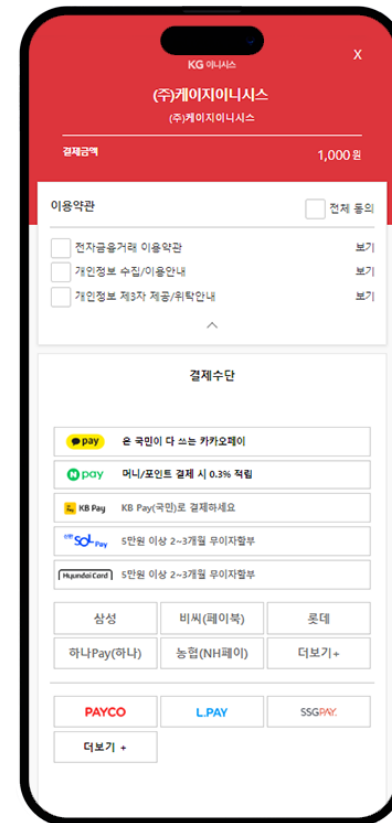 KG 이니시스
X
(주)케이지이니시스
(주)케이지이니시스
결제금액 1,000원
이용약관 전체 동의
전자금융거래 이용약관 보기
개인정보 수집/이용안내 보기
개인정보 제3자 제공/위탁안내 보기
결제수단
pay 온 국민이 다 쓰는 카카오페이
N pay 머니/포인트 결제 시 0.3% 적립
KB Pay KB Pay(국민)로 결제하세요
신한 SOL Pay 5만원 이상 2~3개월 무이자할부
Hyundai Card 5만원 이상 2~3개월 무이자할부
삼성 비씨(페이북) 롯데
하나Pay(하나) 농협(NH페이) 더보기+
PAYCO L.PAY SSGPAY.
더보기 +